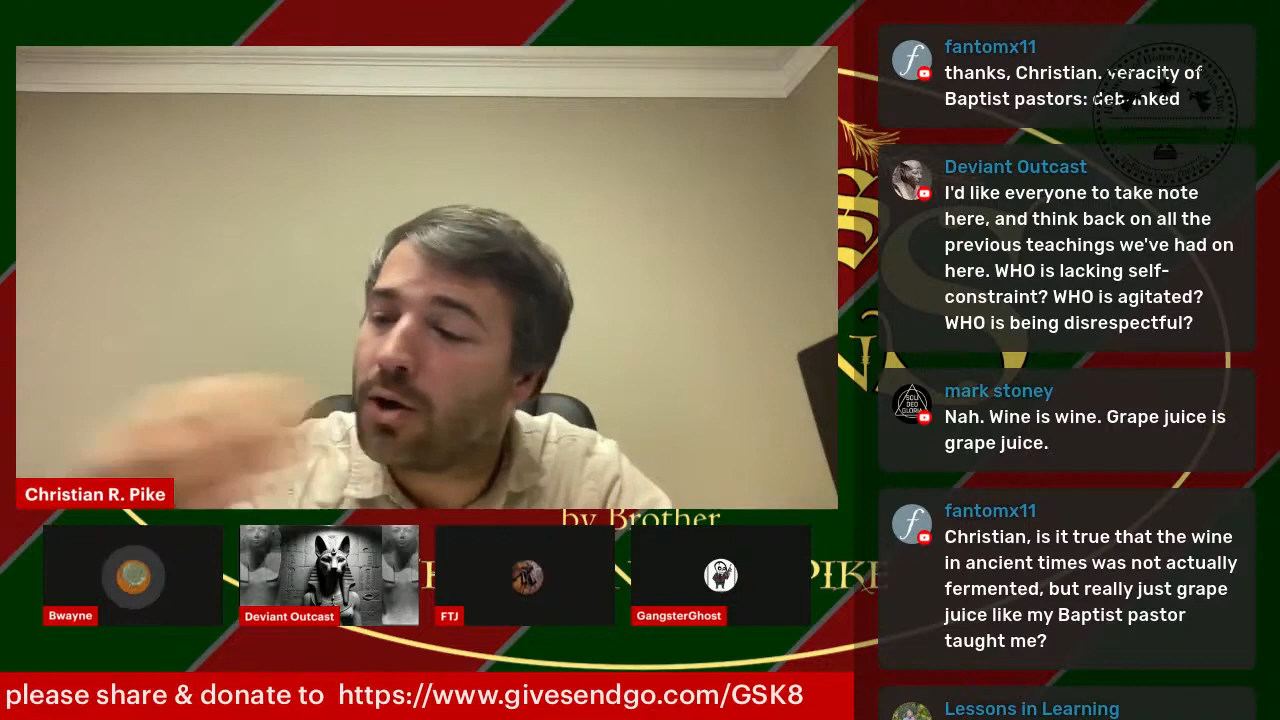 Christian R. Pike
by Brother
PIKE
Bwayne
Deviant Outcast
FTJ
GangsterGhost
please share & donate to https://www.givesendgo.com/GSK8
fantomx11
thanks, Christian. veracity of
Baptist pastors: debunked
Deviant Outcast
I'd like everyone to take note
here, and think back on all the
previous teachings we've had on
here. WHO is lacking self-
constraint? WHO is agitated?
WHO is being disrespectful?
mark stoney
SOLI
DEO
GLORIA
Nah. Wine is wine. Grape juice is
grape juice.
fantomx11
Christian, is it true that the wine
in ancient times was not actually
fermented, but really just grape
juice like my Baptist pastor
taught me?
Lessons in Learning